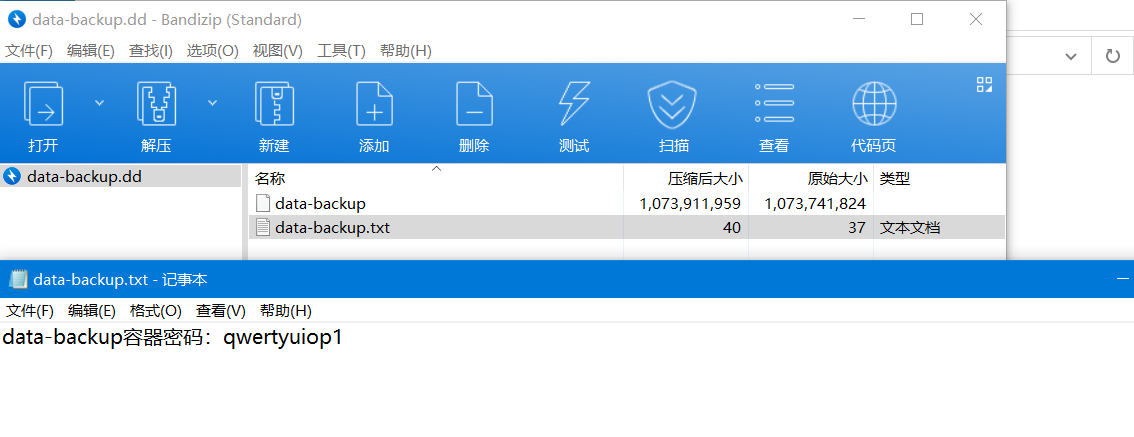 data-backup.dd - Bandizip (Standard)
文件(F) 编辑(E) 查找(I) 选项(O) 视图(V) 工具(T) 帮助(H)
打开 解压 新建 添加 删除 测试 扫描 查看 代码页
data-backup.dd
名称 压缩后大小 原始大小 类型
data-backup 1,073,911,959 1,073,741,824
data-backup.txt 40 37 文本文档
data-backup.txt - 记事本
文件(F) 编辑(E) 格式(O) 查看(V) 帮助(H)
data-backup容器密码：qwertyuiop1